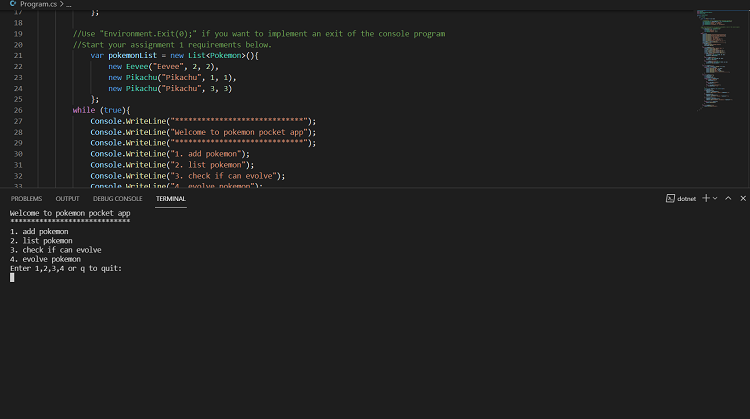 Program.cs > ...
17 };
18
19 //Use "Environment.Exit(0);" if you want to implement an exit of the console program
20 //Start your assignment 1 requirements below.
21 var pokemonList = new List<Pokemon>(){
22 new Eevee("Eevee", 2, 2),
23 new Pikachu("Pikachu", 1, 1),
24 new Pikachu("Pikachu", 3, 3)
25 };
26 while (true){
27 Console.WriteLine("*****************************");
28 Console.WriteLine("Welcome to pokemon pocket app");
29 Console.WriteLine("*****************************");
30 Console.WriteLine("1. add pokemon");
31 Console.WriteLine("2. list pokemon");
32 Console.WriteLine("3. check if can evolve");
33 Console.WriteLine("4. evolve pokemon");
PROBLEMS OUTPUT DEBUG CONSOLE TERMINAL dotnet
Welcome to pokemon pocket app
*****************************
1. add pokemon
2. list pokemon
3. check if can evolve
4. evolve pokemon
Enter 1,2,3,4 or q to quit: